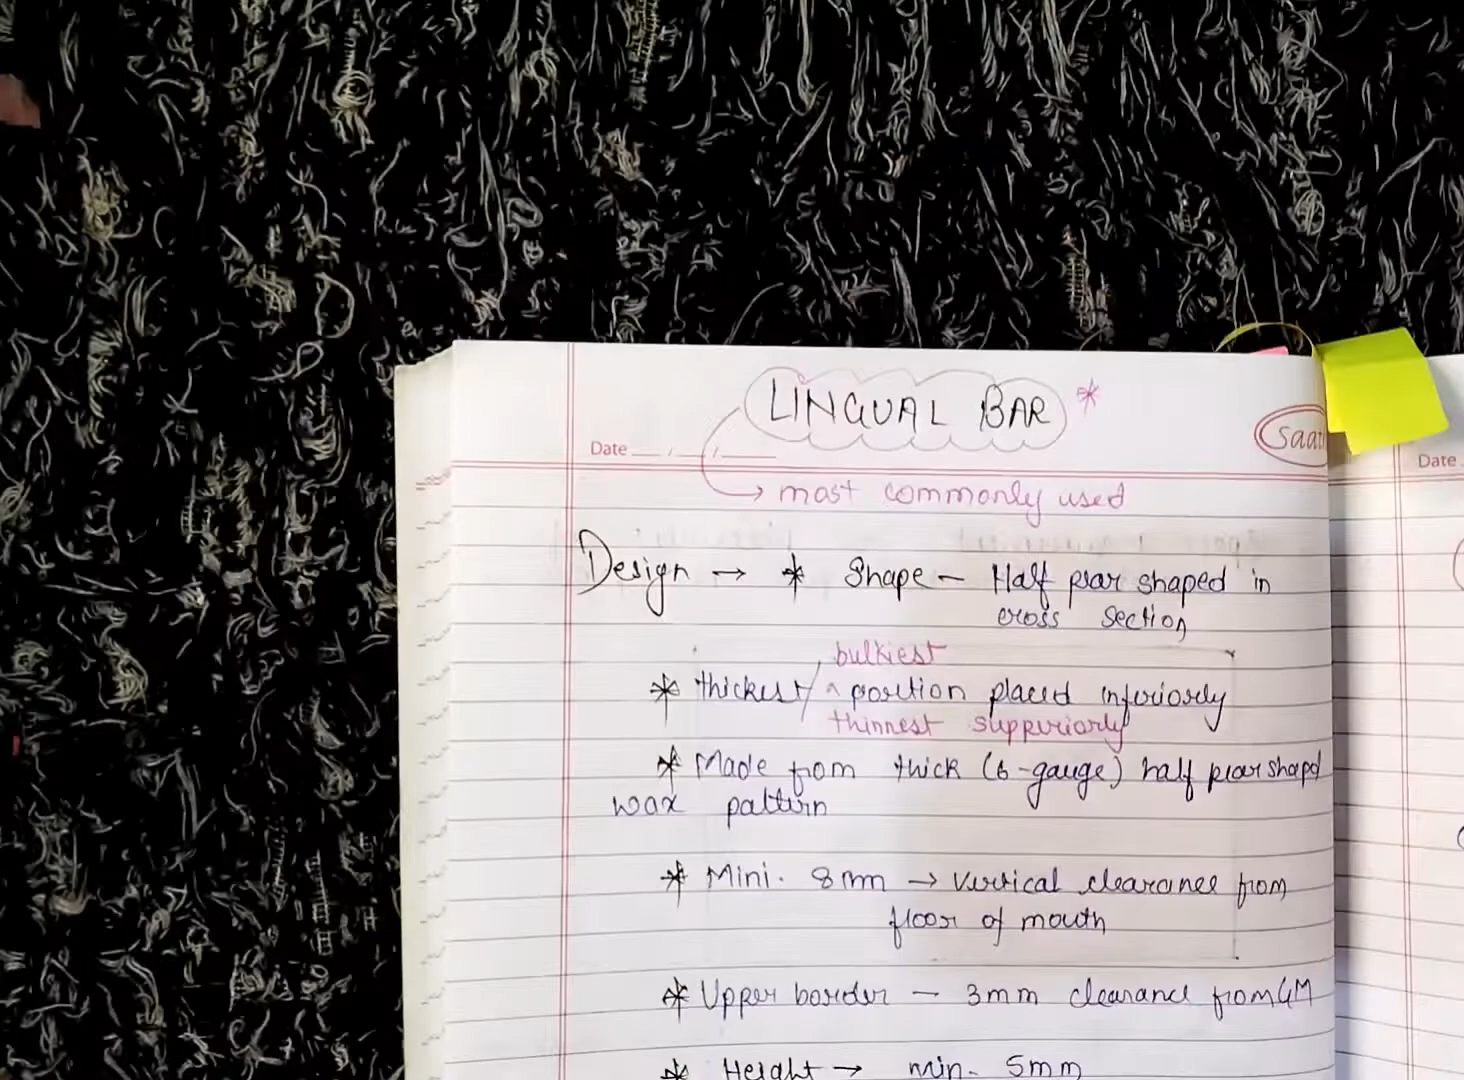 LINGUAL BAR *
saat
Date
Date
→ most commonly used
Design → * Shape – Half pear shaped in
cross section
bulkiest
* thickest / ^ portion placed inferiorly
thinnest supperiorly
* Made from thick (6-gauge) half pear shaped
wax pattern
* Mini. 8mm → vertical clearance from
floor of mouth
* Upper border – 3mm clearance from GM
* Height → min. 5mm